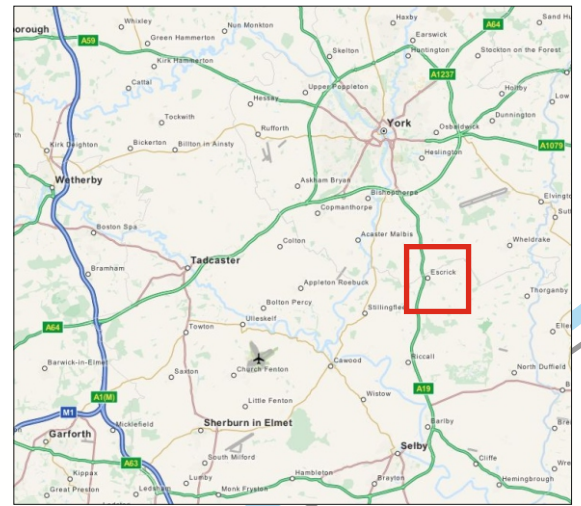 Whixley
Nun Monkton
Haxby
A64
Sand Hu
orough
A59
Green Hammerton
Earswick
Skelton
Huntington
Stockton on the Forest
Kirk Hammerton
A1237
Cattal
Upper Poppleton
Holtby
Hessay
Low
Tockwith
York
Dunnington
Rufforth
Osbaldwick
Kirk Deighton
Bickerton
Bilton in Ainsty
A1079
Heslington
Wetherby
Askham Bryan
Bishopthorpe
Elvingto
Copmanthorpe
Sutt
Boston Spa
Acaster Malbis
Colton
Wheldrake
Tadcaster
Bramham
Escrick
Appleton Roebuck
Thorganby
Bolton Percy
Stillingfleet
Ulleskelf
A64
Towton
Elle
Cawood
Riccall
Barwick-in-Elmet
Church Fenton
North Duffield
Saxton
A1(M)
A19
Wistow
Little Fenton
M1
Micklefield
Sherburn in Elmet
Barlby
Garforth
Selby
A63
South Milford
Cliffe
Kippax
Hambleton
Lumby
Brayton
Hemingbrough
Great Preston
Ledsham
Monk Fryston